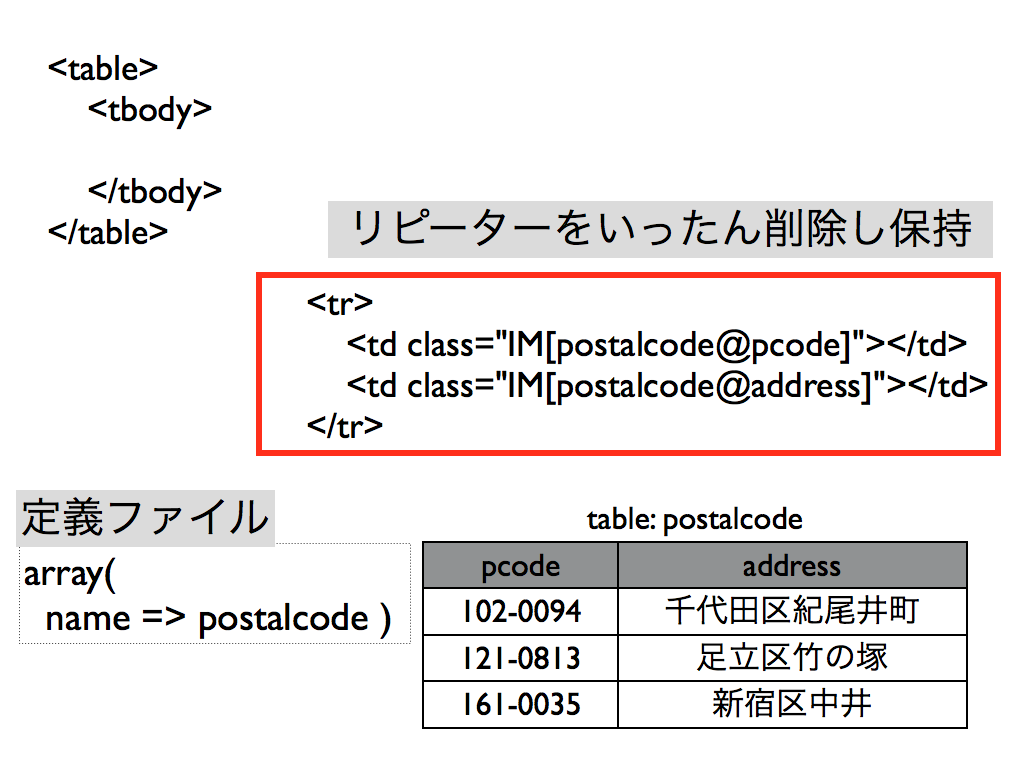 <table>
<tbody>
</tbody>
</table>
リピーターをいったん削除し保持
<tr>
<td class="IM[postalcode@pcode]"></td>
<td class="IM[postalcode@address]"></td>
</tr>
定義ファイル
array(
name => postalcode )
table: postalcode
pcode address
102-0094 千代田区紀尾井町
121-0813 足立区竹の塚
161-0035 新宿区中井